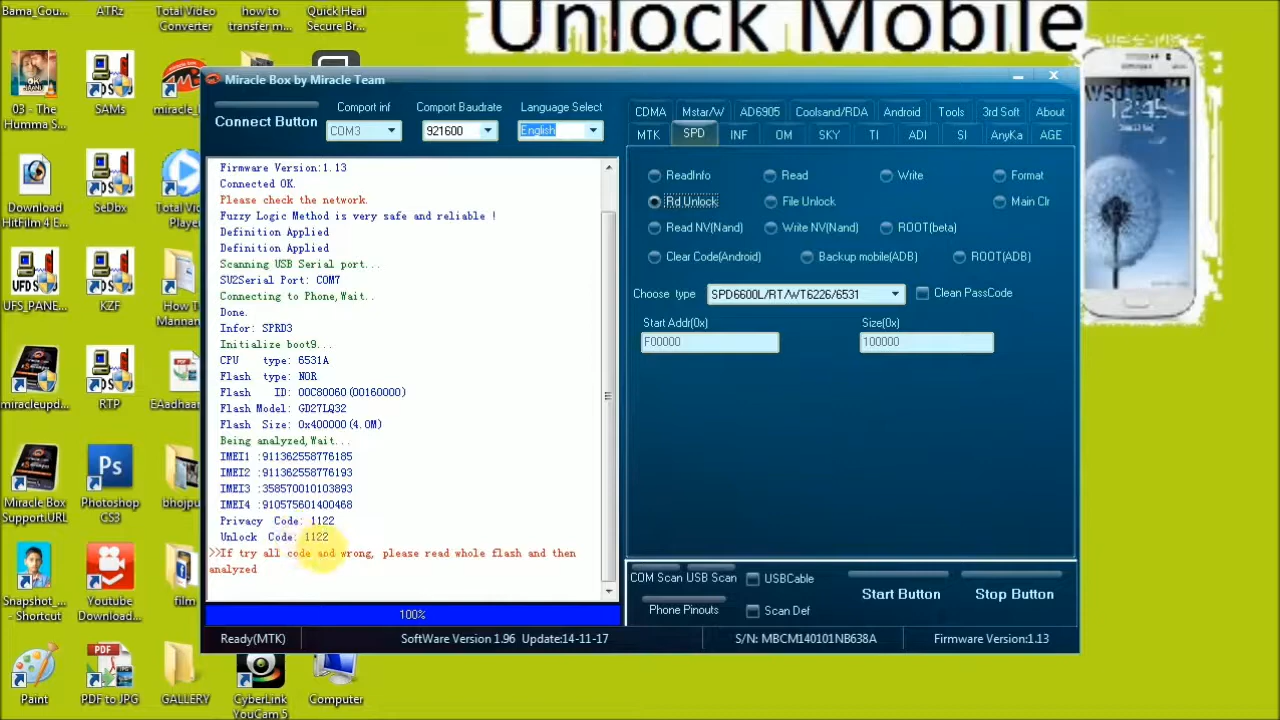 Bama_Cou...
ATRz
Total Video
Converter
how to
transfer m...
Quick Heal
Secure Br...
Unlock Mobile
03 - The
Humma S...
SAMs
miracle_l
Download
HitFilm 4 E
SeDbx
Total Vi
Player
UFS_PANE
KZF
How T
Mannan
miracleupd...
RTP
EAadhaa
Miracle Box
Support.URL
Photoshop
CS3
bhojpu
Snapshot_...
- Shortcut
Youtube
Download...
film
Paint
PDF
PDF to JPG
GALLERY
CyberLink
YouCam 5
Computer
Miracle Box by Miracle Team
Connect Button
Comport inf
COM3
Comport Baudrate
921600
Language Select
English
Firmware Version:1.13
Connected OK.
Please check the network.
Fuzzy Logic Method is very safe and reliable !
Definition Applied
Definition Applied
Scanning USB Serial port...
SU2Serial Port: COM7
Connecting to Phone,Wait..
Done.
Infor: SPRD3
Initialize boot9...
CPU type: 6531A
Flash type: NOR
Flash ID: 00C80060(00160000)
Flash Model: GD27LQ32
Flash Size: 0x400000(4.0M)
Being analyzed,Wait...
IMEI1 :911362558776185
IMEI2 :911362558776193
IMEI3 :358570010103893
IMEI4 :910575601400468
Privacy Code: 1122
Unlock Code: 1122
>>If try all code and wrong, please read whole flash and then
analyzed
100%
CDMA Mstar/W AD6905 Coolsand/RDA Android Tools 3rd Soft About
MTK SPD INF OM SKY TI ADI SI AnyKa AGE
ReadInfo Read Write Format
Rd Unlock File Unlock Main Clr
Read NV(Nand) Write NV(Nand) ROOT(beta)
Clear Code(Android) Backup mobile(ADB) ROOT(ADB)
Choose type SPD6600L/RT/WT6226/6531 Clean PassCode
Start Addr(0x) Size(0x)
F00000 100000
COM Scan USB Scan USBCable
Start Button Stop Button
Phone Pinouts Scan Def
Ready(MTK) SoftWare Version 1.96 Update:14-11-17 S/N: MBCM140101NB638A Firmware Version:1.13